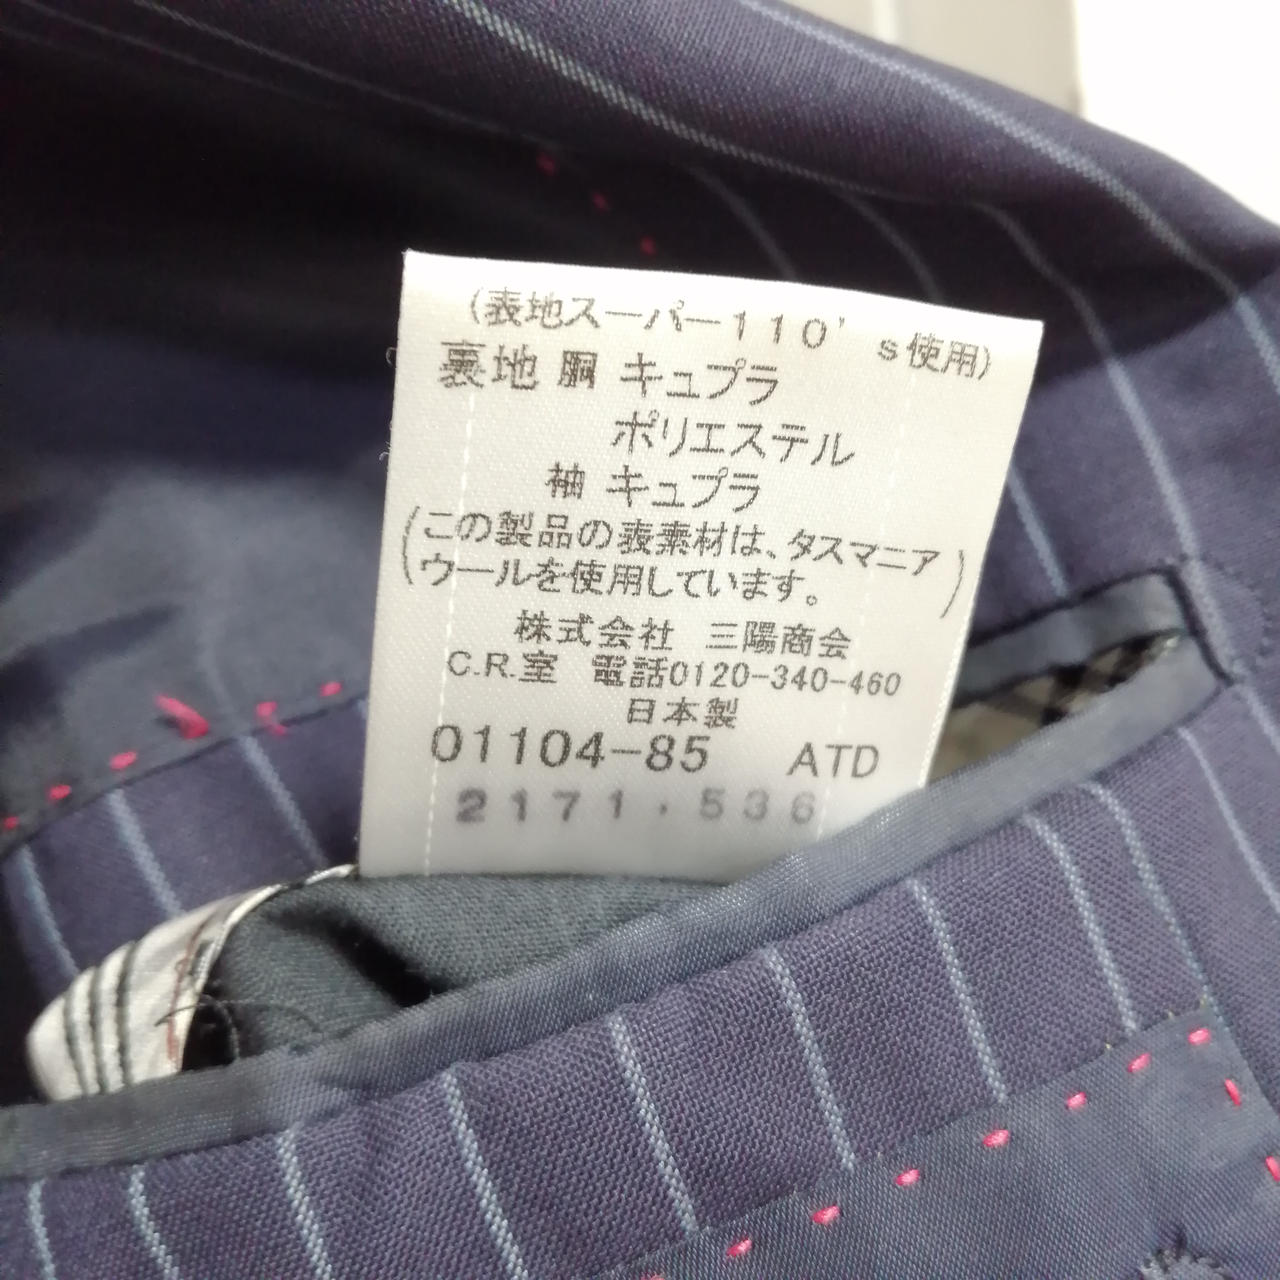 (表地スーパー110's使用)
裏地 胴 キュプラ
ポリエステル
袖 キュプラ
(この製品の表素材は、タスマニア
ウールを使用しています。)
株式会社 三陽商会
C.R.室 電話0120-340-460
日本製
01104-85 ATD
2171.536